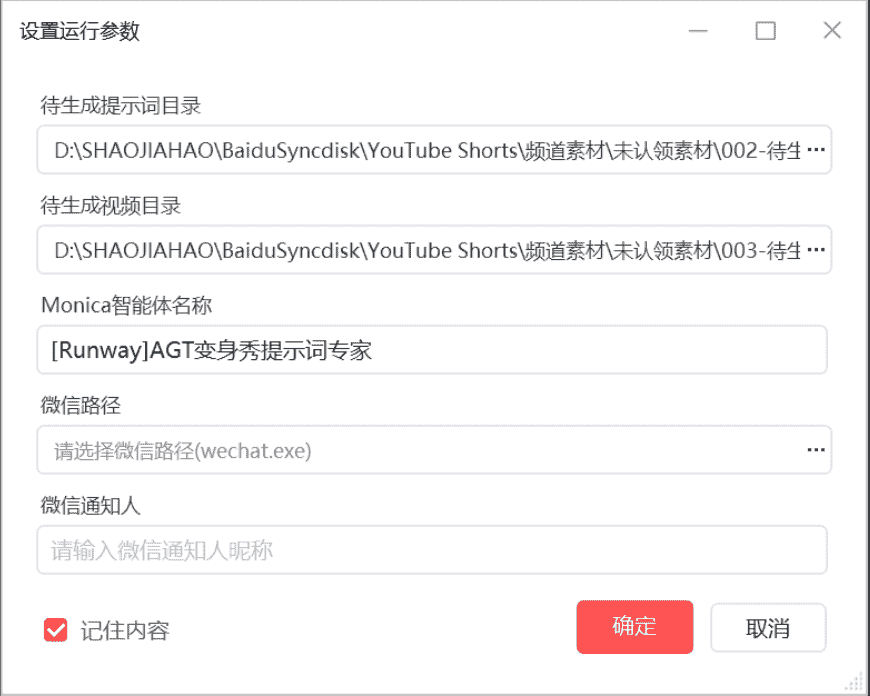 设置运行参数
待生成提示词目录
D:\SHAOJIAHAO\BaiduSyncdisk\YouTube Shorts\频道素材\未认领素材\002-待生 ···
待生成视频目录
D:\SHAOJIAHAO\BaiduSyncdisk\YouTube Shorts\频道素材\未认领素材\003-待生 ···
Monica智能体名称
[Runway]AGT变身秀提示词专家
微信路径
请选择微信路径(wechat.exe) ···
微信通知人
请输入微信通知人昵称
记住内容
确定
取消